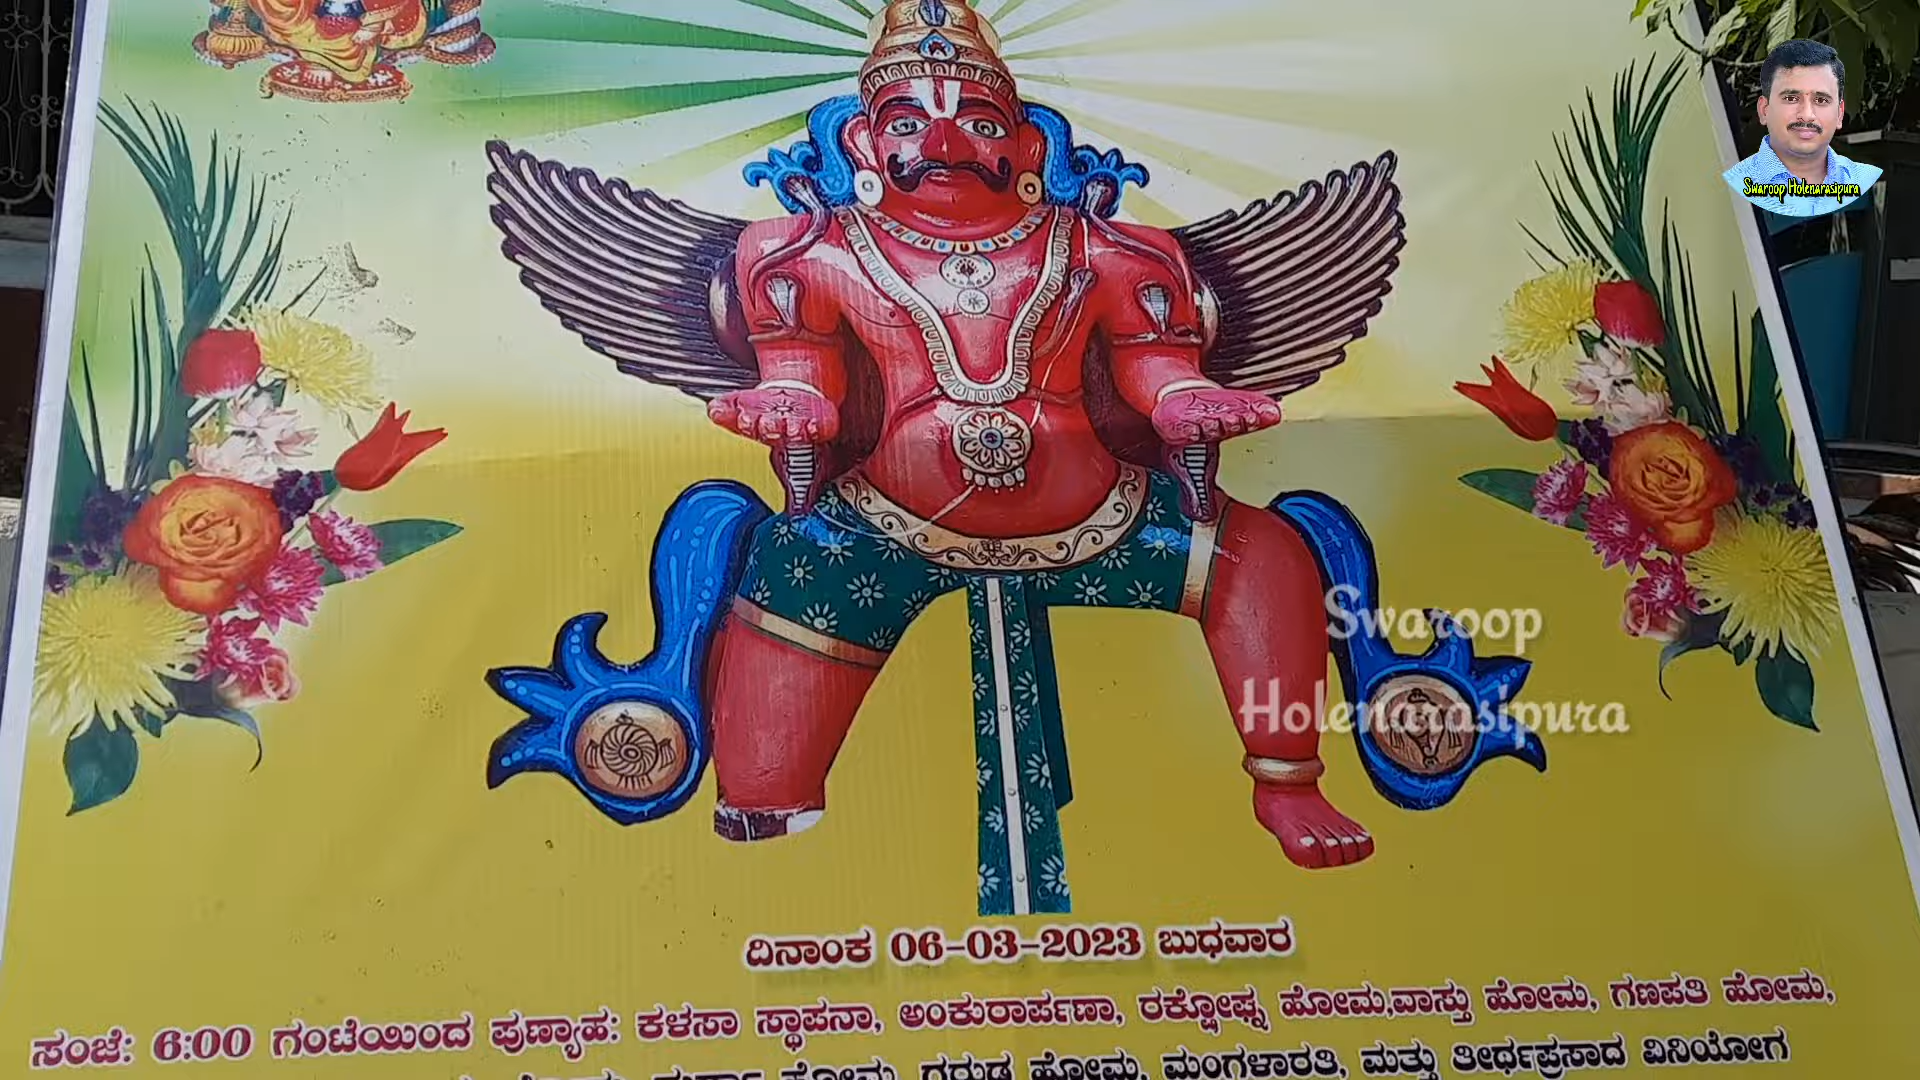 Swaroop Holenarasipura
Swaroop
Holenarasipura
ದಿನಾಂಕ 06-03-2023 ಬುಧವಾರ
ಸಂಜೆ: 6:00 ಗಂಟೆಯಿಂದ ಪುಣ್ಯಾಹ: ಕಳಸಾ ಸ್ಥಾಪನಾ, ಅಂಕುರಾರ್ಪಣಾ, ರಕ್ಷೋಘ್ನ ಹೋಮ,ವಾಸ್ತು ಹೋಮ, ಗಣಪತಿ ಹೋಮ,
ಹೋಮ, ಗರುಡ ಹೋಮ, ಮಂಗಳಾರತಿ, ಮತ್ತು ತೀರ್ಥಪ್ರಸಾದ ವಿನಿಯೋಗ